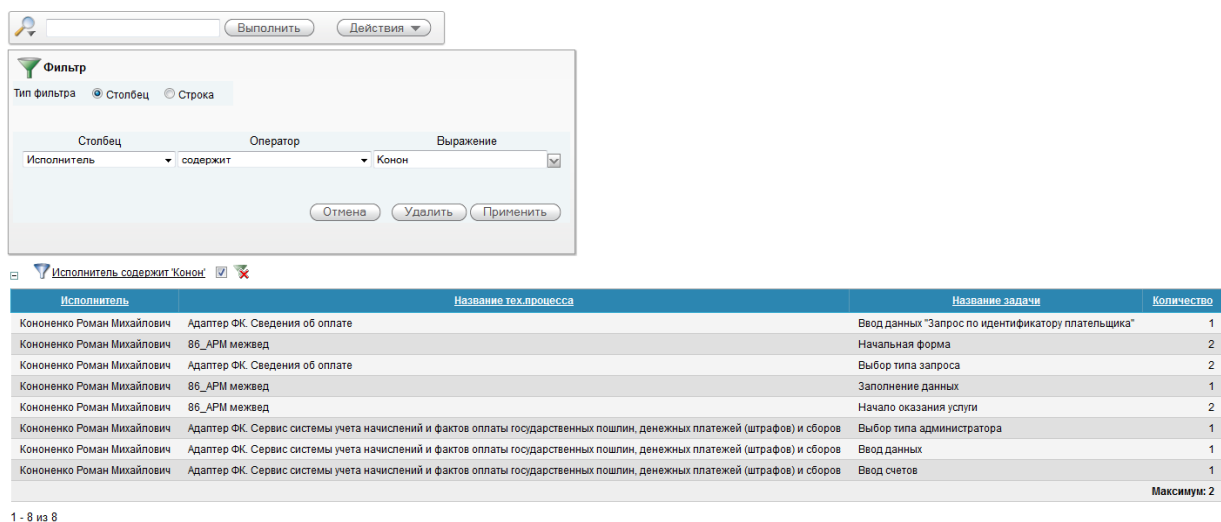 Выполнить Действия
Фильтр
Тип фильтра Столбец Строка
Столбец Оператор Выражение
Исполнитель содержит Конон
Отмена Удалить Применить
Исполнитель содержит 'Конон'
Исполнитель Название тех.процесса Название задачи Количество
Кононенко Роман Михайлович Адаптер ФК. Сведения об оплате Ввод данных "Запрос по идентификатору плательщика" 1
Кононенко Роман Михайлович 86_АРМ межвед Начальная форма 2
Кононенко Роман Михайлович Адаптер ФК. Сведения об оплате Выбор типа запроса 2
Кононенко Роман Михайлович 86_АРМ межвед Заполнение данных 1
Кононенко Роман Михайлович 86_АРМ межвед Начало оказания услуги 2
Кононенко Роман Михайлович Адаптер ФК. Сервис системы учета начислений и фактов оплаты государственных пошлин, денежных платежей (штрафов) и сборов Выбор типа администратора 1
Кононенко Роман Михайлович Адаптер ФК. Сервис системы учета начислений и фактов оплаты государственных пошлин, денежных платежей (штрафов) и сборов Ввод данных 1
Кононенко Роман Михайлович Адаптер ФК. Сервис системы учета начислений и фактов оплаты государственных пошлин, денежных платежей (штрафов) и сборов Ввод счетов 1
Максимум: 2
1 - 8 из 8